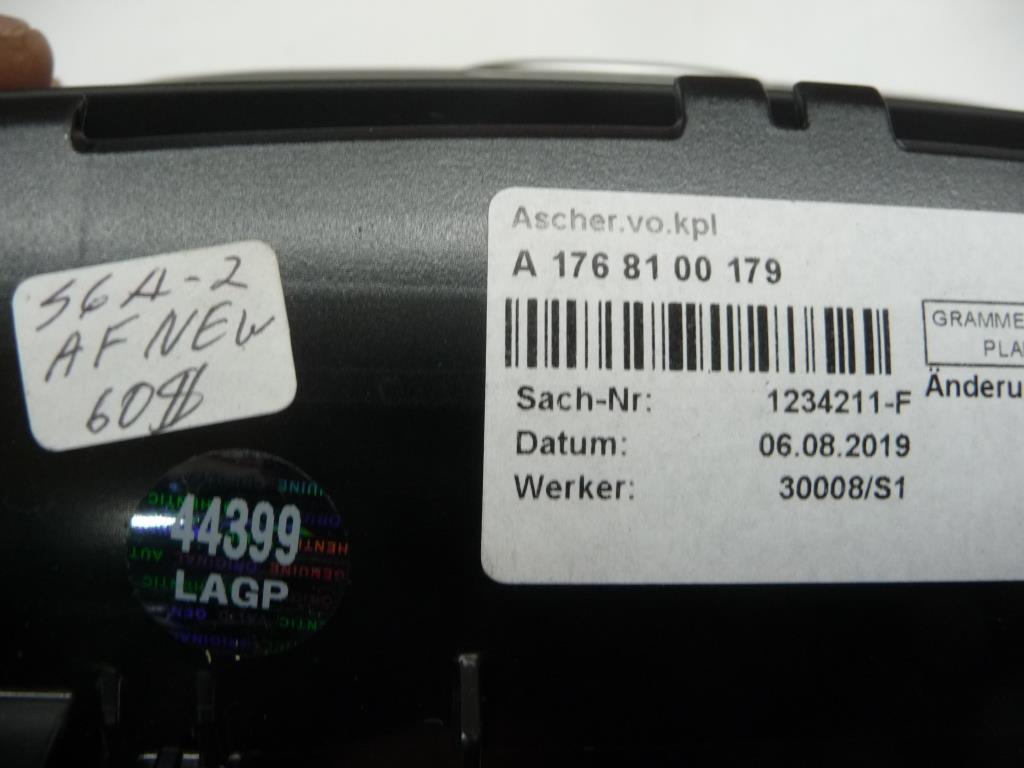 Ascher.vo.kpl
A 176 81 00 179
GRAMME
PLA
Änderu
Sach-Nr: 1234211-F
Datum: 06.08.2019
Werker: 30008/S1
56A-2
AF NEW
60$
44399
LAGP